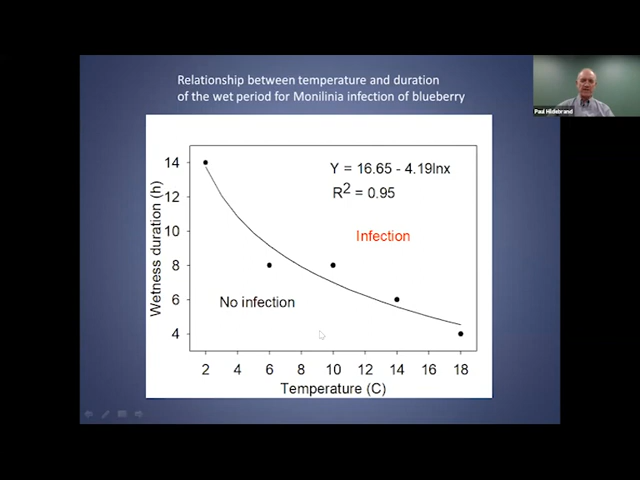 Relationship between temperature and duration
of the wet period for Monilinia infection of blueberry
Paul Hildebrand
Y = 16.65 - 4.19lnx
R2 = 0.95
Infection
No infection
Wetness duration (h)
14
12
10
8
6
4
2 4 6 8 10 12 14 16 18
Temperature (C)